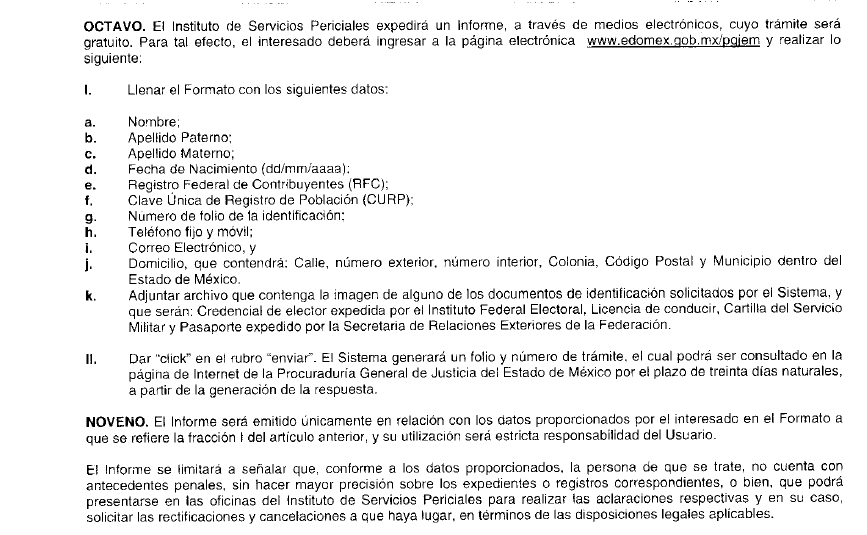 OCTAVO. El Instituto de Servicios Periciales expedirá un informe, a través de medios electrónicos, cuyo trámite será
gratuito. Para tal efecto, el interesado deberá ingresar a la página electrónica www.edomex.gob.mx/pgjem y realizar lo
siguiente:
I. Llenar el Formato con los siguientes datos:
a. Nombre;
b. Apellido Paterno;
c. Apellido Materno;
d. Fecha de Nacimiento (dd/mm/aaaa);
e. Registro Federal de Contribuyentes (RFC);
f. Clave Única de Registro de Población (CURP);
g. Número de folio de la identificación;
h. Teléfono fijo y móvil;
i. Correo Electrónico, y
j. Domicilio, que contendrá: Calle, número exterior, número interior, Colonia, Código Postal y Municipio dentro del
Estado de México.
k. Adjuntar archivo que contenga la imagen de alguno de los documentos de identificación solicitados por el Sistema, y
que serán: Credencial de elector expedida por el Instituto Federal Electoral, Licencia de conducir, Cartilla del Servicio
Militar y Pasaporte expedido por la Secretaria de Relaciones Exteriores de la Federación.
II. Dar "click" en el rubro "enviar". El Sistema generará un folio y número de trámite, el cual podrá ser consultado en la
página de Internet de la Procuraduría General de Justicia del Estado de México por el plazo de treinta días naturales,
a partir de la generación de la respuesta.
NOVENO. El Informe será emitido únicamente en relación con los datos proporcionados por el interesado en el Formato a
que se refiere la fracción I del artículo anterior, y su utilización será estricta responsabilidad del Usuario.
El Informe se limitará a señalar que, conforme a los datos proporcionados, la persona de que se trate, no cuenta con
antecedentes penales, sin hacer mayor precisión sobre los expedientes o registros correspondientes, o bien, que podrá
presentarse en las oficinas del Instituto de Servicios Periciales para realizar las aclaraciones respectivas y en su caso,
solicitar las rectificaciones y cancelaciones a que haya lugar, en términos de las disposiciones legales aplicables.